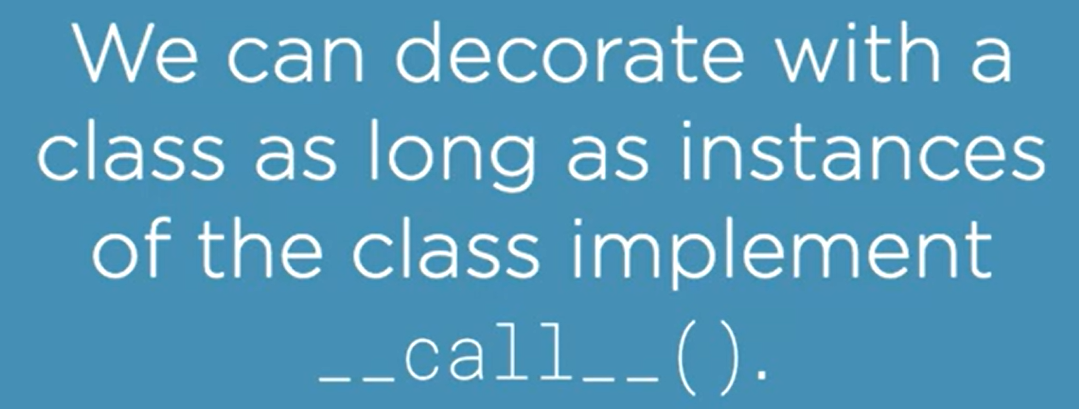 We can decorate with a
class as long as instances
of the class implement
__call__().